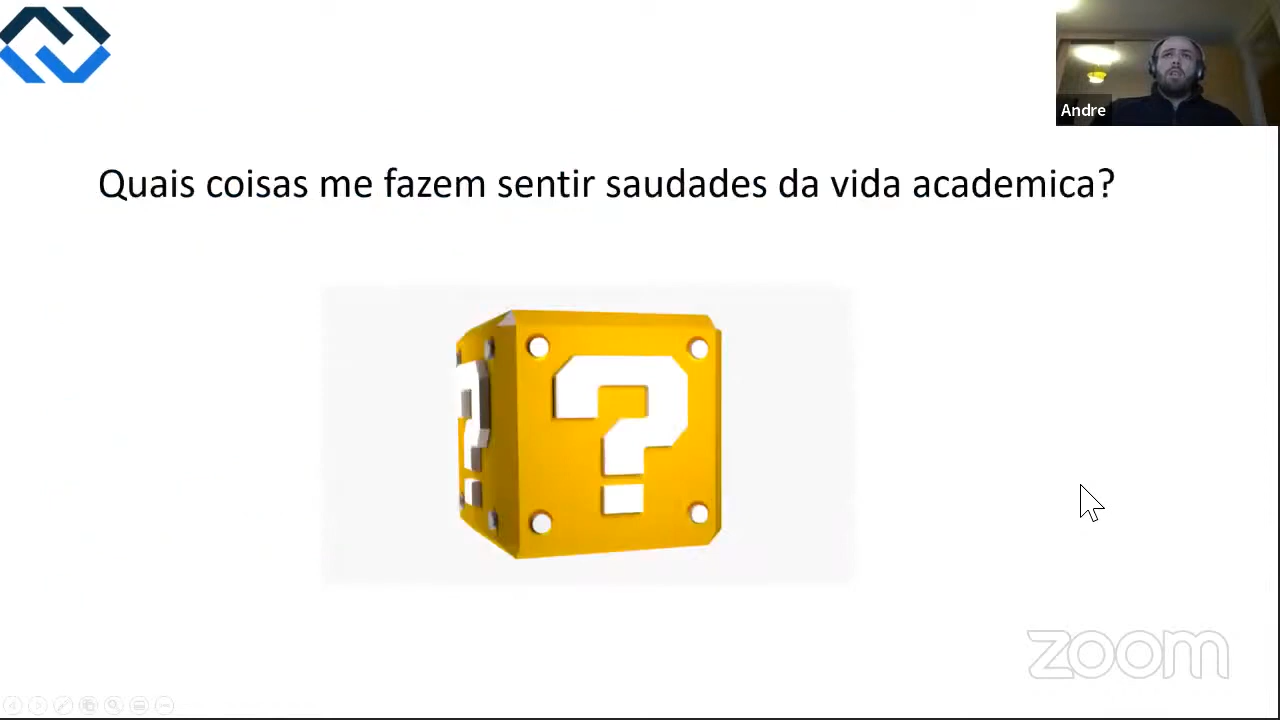 Andre
Quais coisas me fazem sentir saudades da vida academica?
?
?
zoom